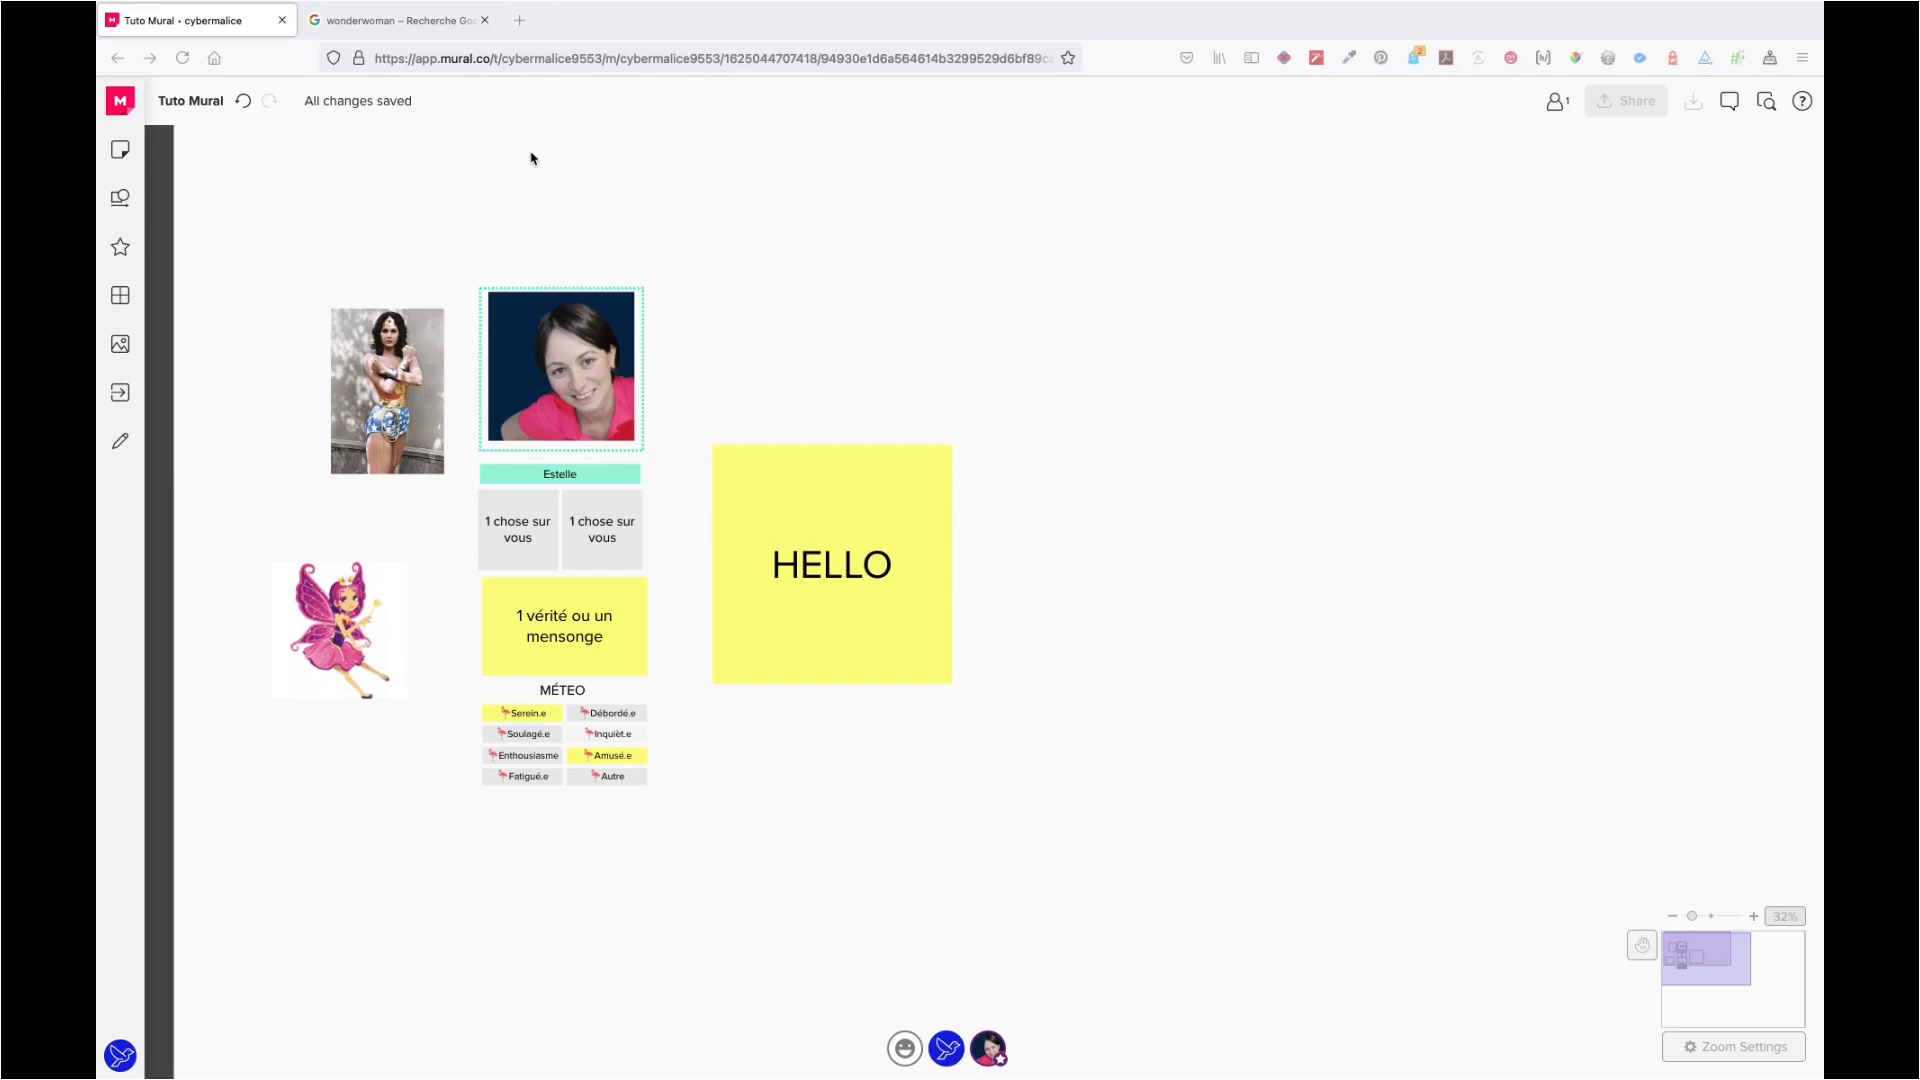 Tuto Mural • cybermalice
wonderwoman – Recherche Goo
https://app.mural.co/t/cybermalice9553/m/cybermalice9553/1625044707418/94930e1d6a564614b3299529d6bf89c
2
M
Tuto Mural
All changes saved
1
Share
Estelle
1 chose sur
vous
1 chose sur
vous
HELLO
1 vérité ou un
mensonge
MÉTEO
Serein.e
Débordé.e
Soulagé.e
Inquièt.e
Enthousiasme
Amusé.e
Fatigué.e
Autre
32%
Zoom Settings